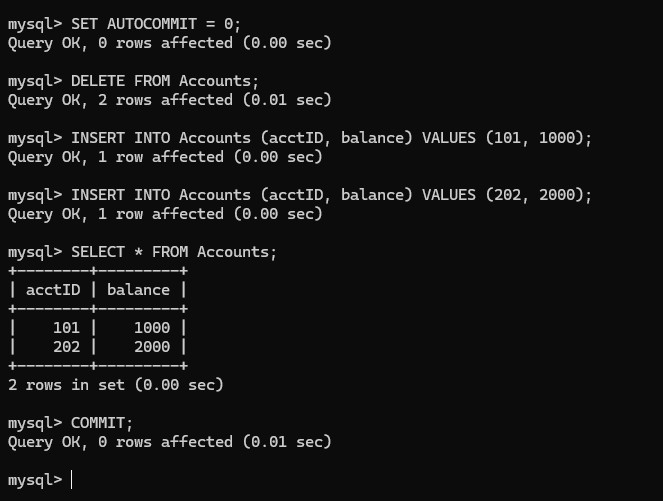 mysql> SET AUTOCOMMIT = 0;
Query OK, 0 rows affected (0.00 sec)
mysql> DELETE FROM Accounts;
Query OK, 2 rows affected (0.01 sec)
mysql> INSERT INTO Accounts (acctID, balance) VALUES (101, 1000);
Query OK, 1 row affected (0.00 sec)
mysql> INSERT INTO Accounts (acctID, balance) VALUES (202, 2000);
Query OK, 1 row affected (0.00 sec)
mysql> SELECT * FROM Accounts;
+--------+---------+
| acctID | balance |
+--------+---------+
|    101 |    1000 |
|    202 |    2000 |
+--------+---------+
2 rows in set (0.00 sec)
mysql> COMMIT;
Query OK, 0 rows affected (0.01 sec)
mysql>